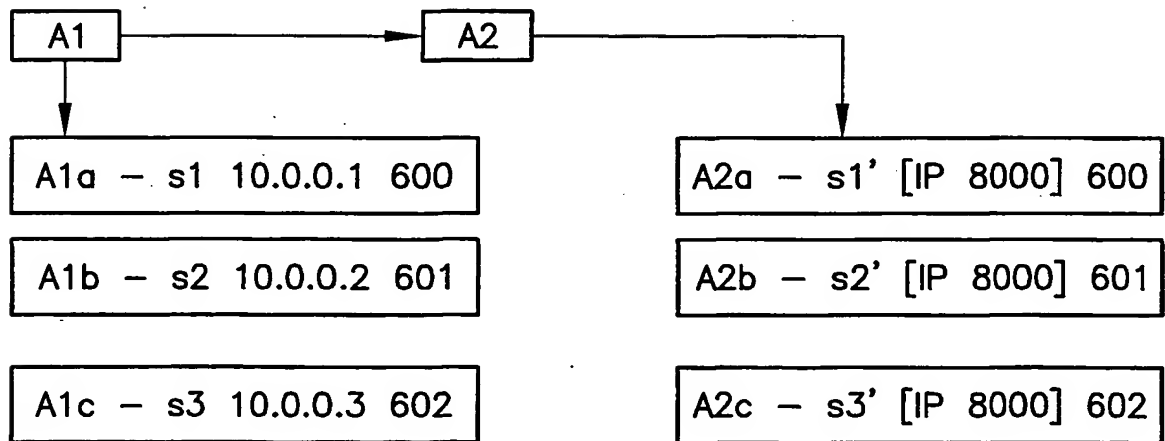 A1
A2
A1a – s1 10.0.0.1 600
A2a – s1' [IP 8000] 600
A1b – s2 10.0.0.2 601
A2b – s2' [IP 8000] 601
A1c – s3 10.0.0.3 602
A2c – s3' [IP 8000] 602